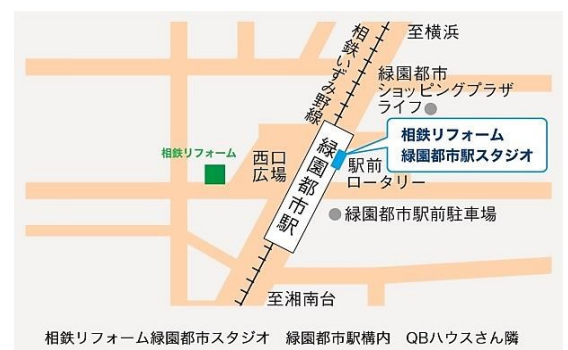 至横浜
相鉄いずみ野線
緑園都市
ショッピングプラザ
ライフ
相鉄リフォーム
緑園都市駅スタジオ
相鉄リフォーム
西口
広場
緑園都市駅
駅前
ロータリー
緑園都市駅前駐車場
至湘南台
相鉄リフォーム緑園都市スタジオ　緑園都市駅構内　QBハウスさん隣